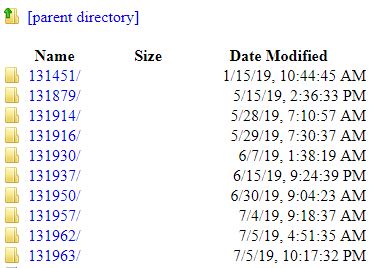 [parent directory]
Name Size Date Modified
131451/ 1/15/19, 10:44:45 AM
131879/ 5/15/19, 2:36:33 PM
131914/ 5/28/19, 7:10:57 AM
131916/ 5/29/19, 7:30:37 AM
131930/ 6/7/19, 1:38:19 AM
131937/ 6/15/19, 9:24:39 PM
131950/ 6/30/19, 9:04:23 AM
131957/ 7/4/19, 9:18:37 AM
131962/ 7/5/19, 4:51:35 AM
131963/ 7/5/19, 10:17:32 PM